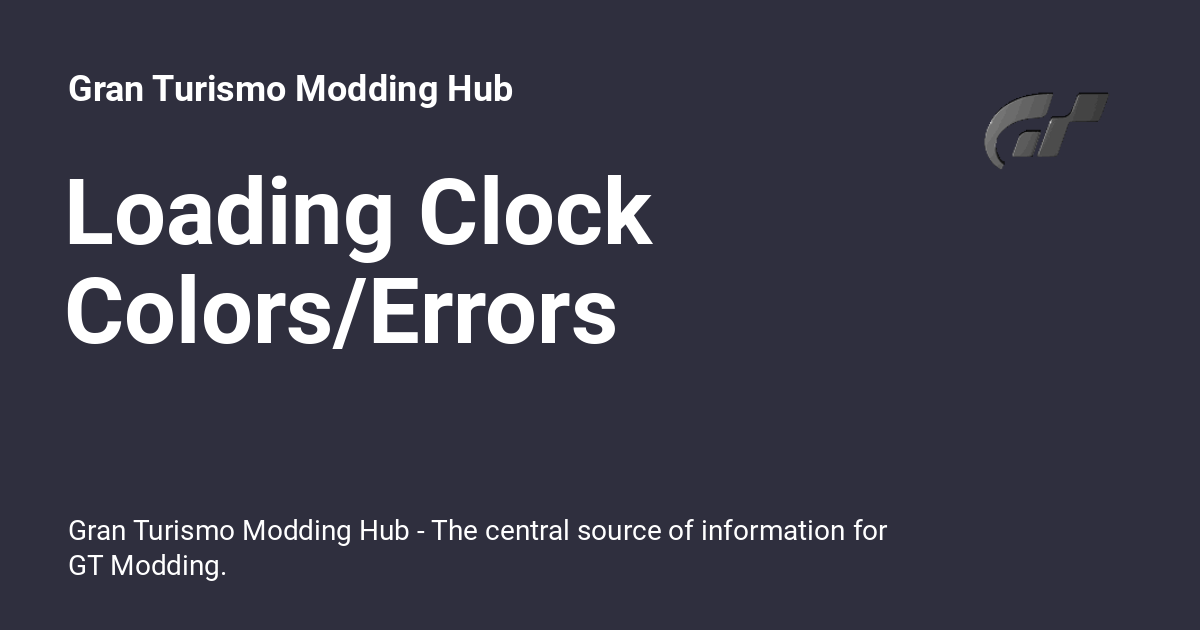 Gran Turismo Modding Hub
Loading Clock
Colors/Errors
Gran Turismo Modding Hub - The central source of information for
GT Modding.